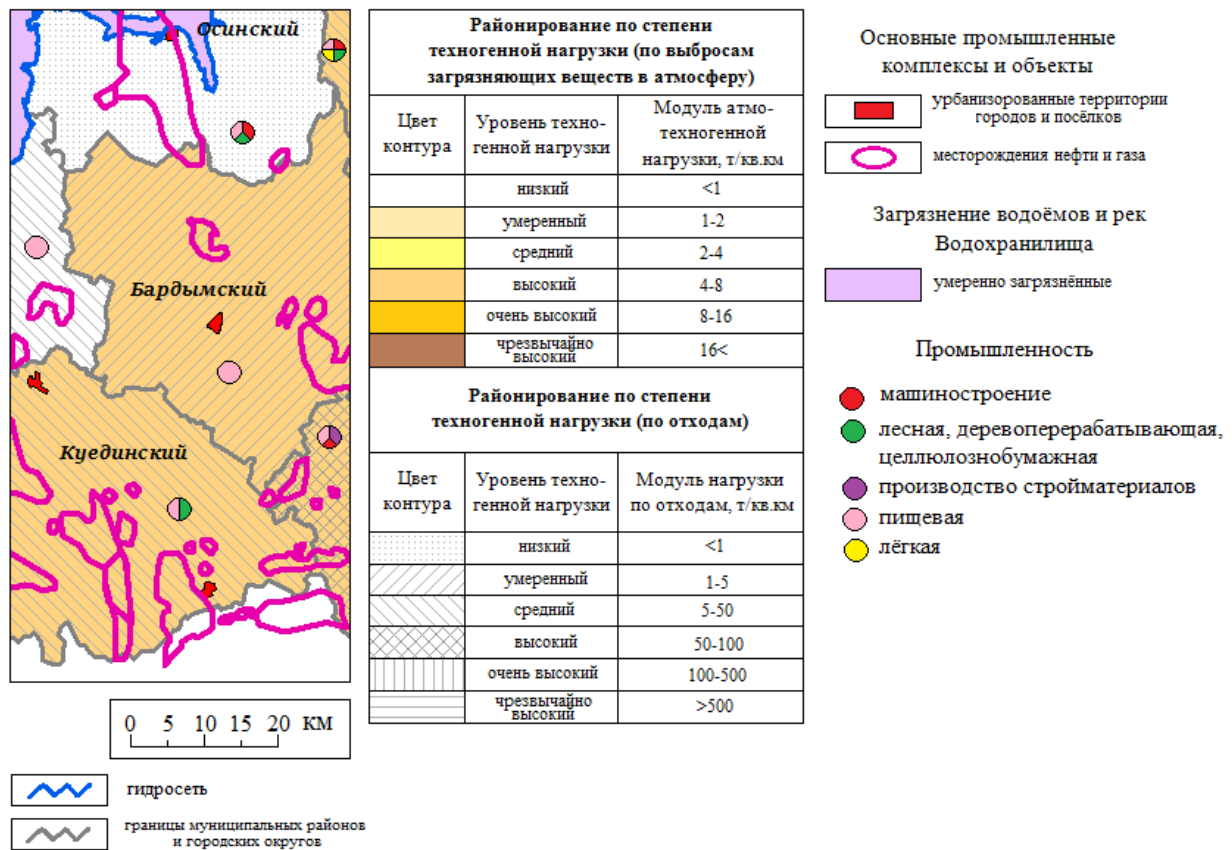 Осинский
Бардымский
Куединский
0 5 10 15 20 км
гидросеть
границы муниципальных районов
и городских округов
Районирование по степени
техногенной нагрузки (по выбросам
загрязняющих веществ в атмосферу)
Цвет
контура
Уровень техно-
генной нагрузки
Модуль атмо-
техногенной
нагрузки, т/кв.км
низкий <1
умеренный 1-2
средний 2-4
высокий 4-8
очень высокий 8-16
чрезвычайно
высокий 16<
Районирование по степени
техногенной нагрузки (по отходам)
Цвет
контура
Уровень техно-
генной нагрузки
Модуль нагрузки
по отходам, т/кв.км
низкий <1
умеренный 1-5
средний 5-50
высокий 50-100
очень высокий 100-500
чрезвычайно
высокий >500
Основные промышленные
комплексы и объекты
урбанизорованные территории
городов и посёлков
месторождения нефти и газа
Загрязнение водоёмов и рек
Водохранилища
умеренно загрязнённые
Промышленность
машиностроение
лесная, деревоперерабатывающая,
целлюлознобумажная
производство стройматериалов
пищевая
лёгкая